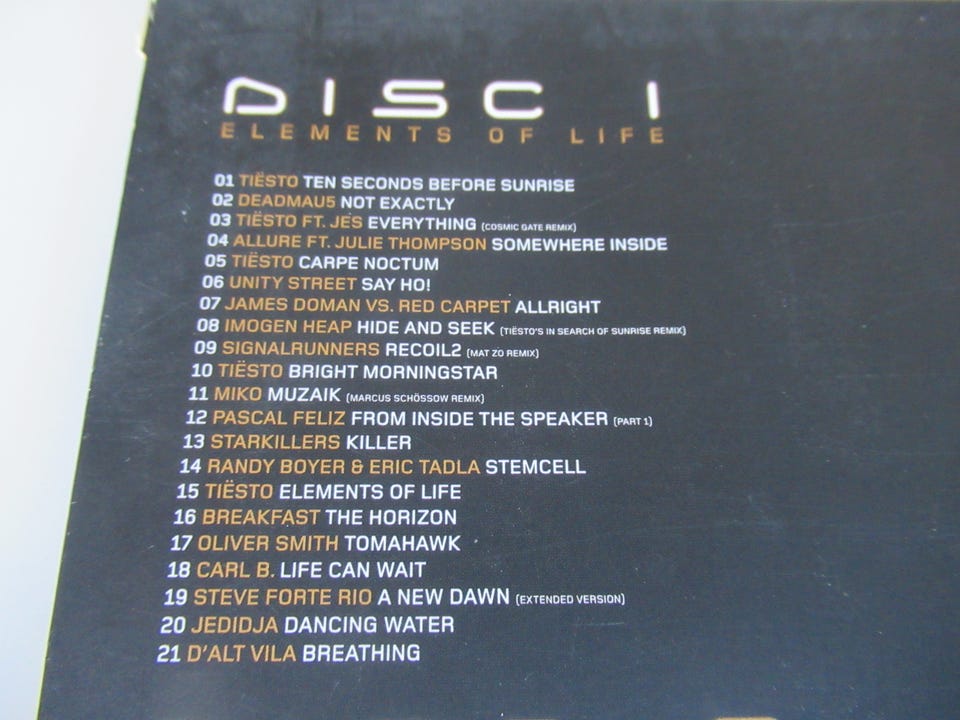 DISC 1
ELEMENTS OF LIFE
01 TIËSTO TEN SECONDS BEFORE SUNRISE
02 DEADMAU5 NOT EXACTLY
03 TIËSTO FT. JES EVERYTHING (COSMIC GATE REMIX)
04 ALLURE FT. JULIE THOMPSON SOMEWHERE INSIDE
05 TIËSTO CARPE NOCTUM
06 UNITY STREET SAY HO!
07 JAMES DOMAN VS. RED CARPET ALLRIGHT
08 IMOGEN HEAP HIDE AND SEEK (TIËSTO'S IN SEARCH OF SUNRISE REMIX)
09 SIGNALRUNNERS RECOIL2 (MAT ZO REMIX)
10 TIËSTO BRIGHT MORNINGSTAR
11 MIKO MUZAIK (MARCUS SCHÖSSOW REMIX)
12 PASCAL FELIZ FROM INSIDE THE SPEAKER (PART 1)
13 STARKILLERS KILLER
14 RANDY BOYER & ERIC TADLA STEMCELL
15 TIËSTO ELEMENTS OF LIFE
16 BREAKFAST THE HORIZON
17 OLIVER SMITH TOMAHAWK
18 CARL B. LIFE CAN WAIT
19 STEVE FORTE RIO A NEW DAWN (EXTENDED VERSION)
20 JEDIDJA DANCING WATER
21 D'ALT VILA BREATHING